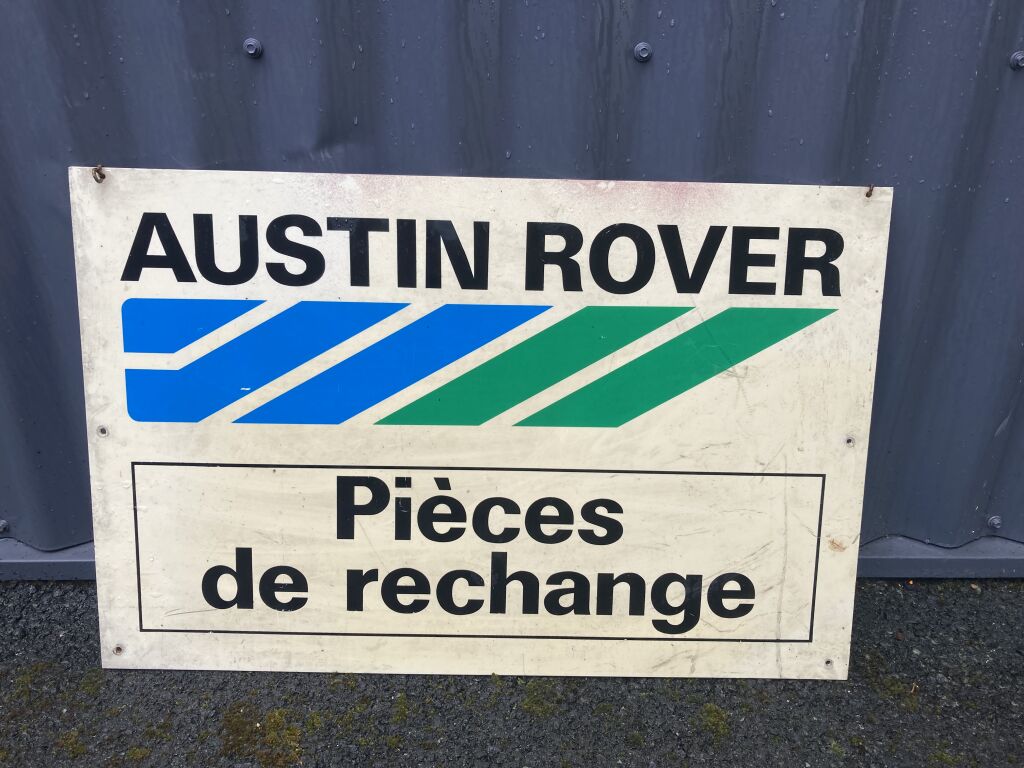 AUSTIN ROVER
Pièces
de rechange